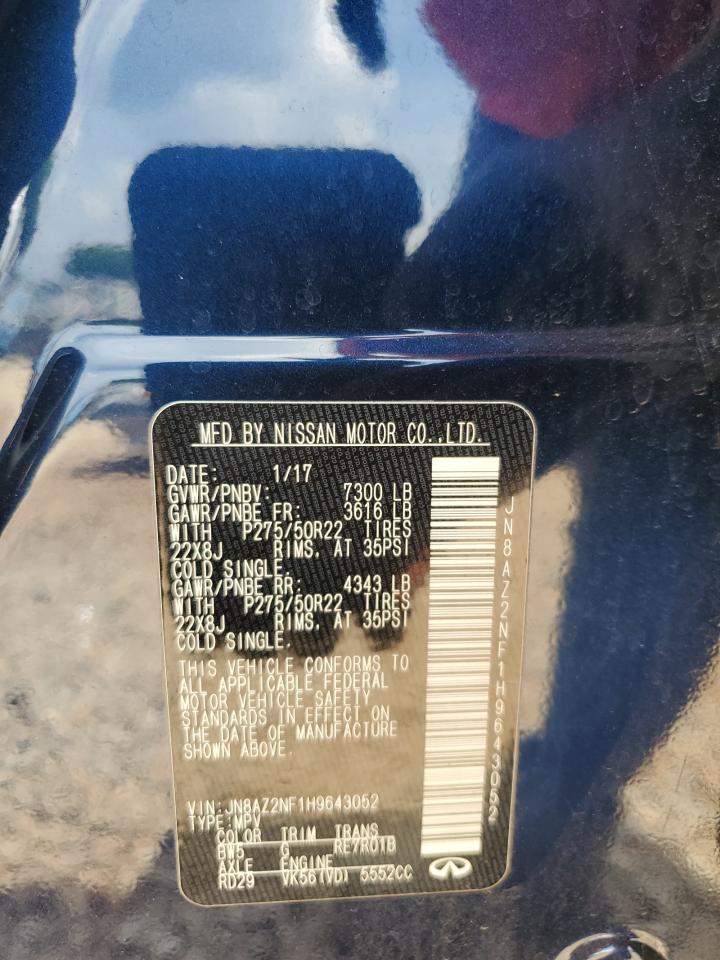 MFD BY NISSAN MOTOR CO.,LTD.
DATE: 1/17
GVWR/PNBV: 7300 LB
GAWR/PNBE FR: 3616 LB
WITH P275/50R22 TIRES
22X8J RIMS, AT 35PSI
COLD SINGLE.
GAWR/PNBE RR: 4343 LB
WITH P275/50R22 TIRES
22X8J RIMS, AT 35PSI
COLD SINGLE.
THIS VEHICLE CONFORMS TO
ALL APPLICABLE FEDERAL
MOTOR VEHICLE SAFETY
STANDARDS IN EFFECT ON
THE DATE OF MANUFACTURE
SHOWN ABOVE.
VIN:JN8AZ2NF1H9643052
TYPE:MPV
COLOR TRIM TRANS
BW5 G RE7R01B
AXLE ENGINE
RD29 VK56(VD) 5552CC
JN8AZ2NF1H9643052